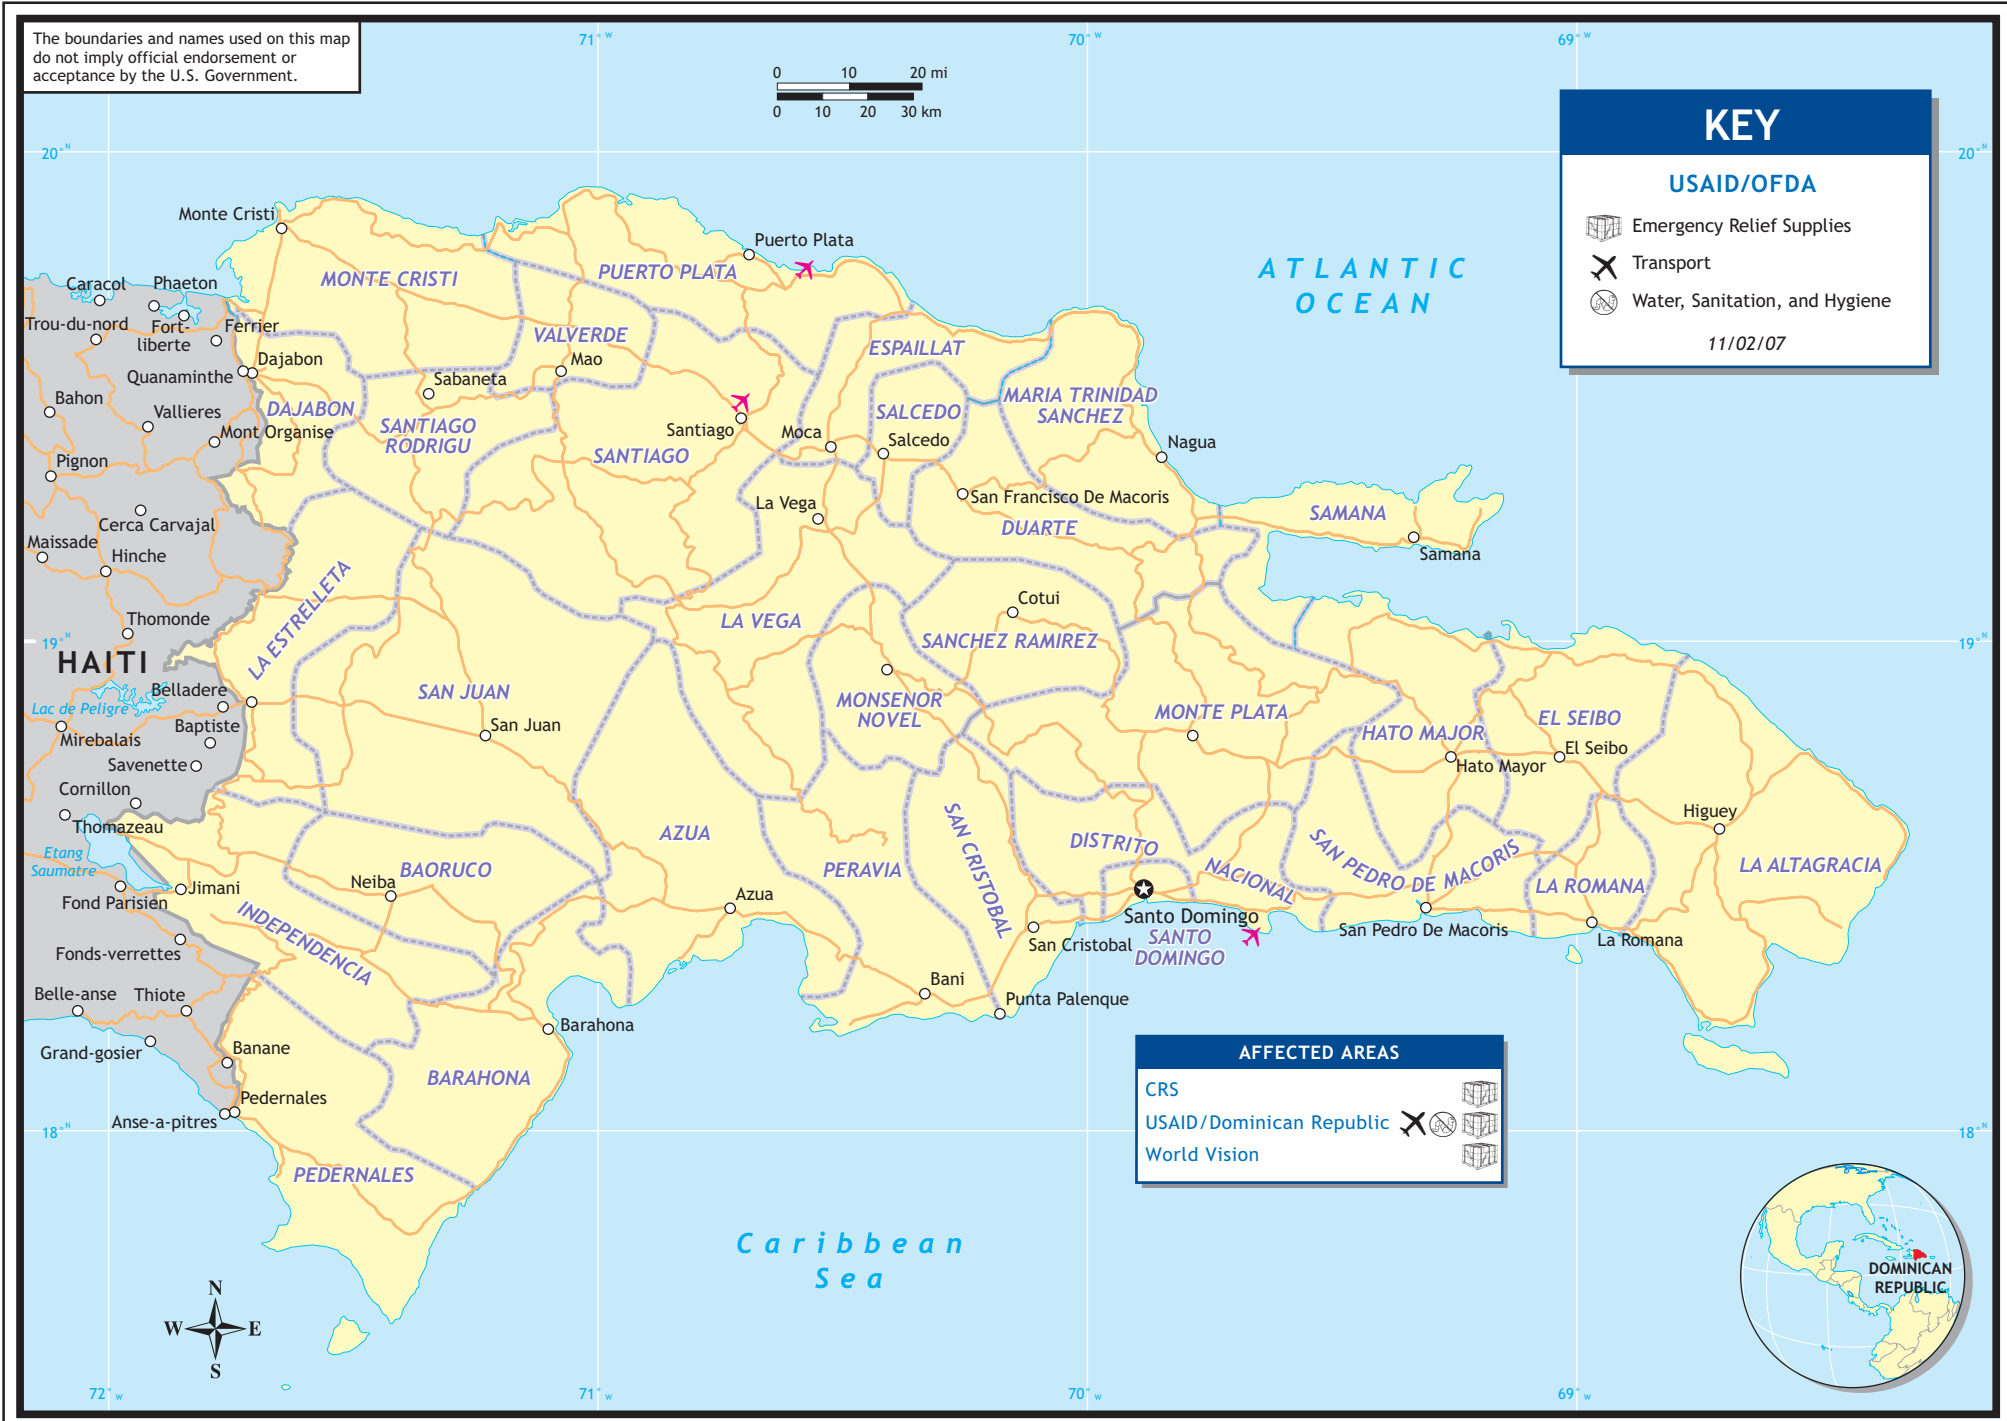 The boundaries and names used on this map
do not imply official endorsement or
acceptance by the U.S. Government.
71°W
70°W
69°W
0 10 20 mi
0 10 20 30 km
KEY
USAID/OFDA
Emergency Relief Supplies
Transport
Water, Sanitation, and Hygiene
11/02/07
20°N
20°N
ATLANTIC
OCEAN
Monte Cristi
Puerto Plata
MONTE CRISTI
PUERTO PLATA
Caracol
Phaeton
Trou-du-nord
Fort-
liberte
Ferrier
VALVERDE
ESPAILLAT
Dajabon
Mao
Quanaminthe
Sabaneta
Bahon
Vallieres
DAJABON
SANTIAGO
RODRIGU
SALCEDO
MARIA TRINIDAD
SANCHEZ
Mont Organise
Santiago
Moca
Salcedo
Nagua
Pignon
SANTIAGO
La Vega
San Francisco De Macoris
Cerca Carvajal
DUARTE
SAMANA
Maissade
Hinche
Samana
LA ESTRELLETA
Thomonde
LA VEGA
Cotui
SANCHEZ RAMIREZ
19°N
19°N
HAITI
Belladere
Lac de Peligre
SAN JUAN
MONSENOR
NOVEL
MONTE PLATA
Baptiste
San Juan
HATO MAJOR
EL SEIBO
Mirebalais
El Seibo
Savenette
Hato Mayor
Cornillon
Thomazeau
Higuey
AZUA
SAN CRISTOBAL
DISTRITO
NACIONAL
SAN PEDRO DE MACORIS
Etang
Saumatre
BAORUCO
PERAVIA
LA ALTAGRACIA
Jimani
Neiba
LA ROMANA
Fond Parisien
Azua
INDEPENDENCIA
Santo Domingo
SANTO
DOMINGO
San Cristobal
San Pedro De Macoris
La Romana
Fonds-verrettes
Bani
Belle-anse
Thiote
Punta Palenque
Barahona
Grand-gosier
Banane
BARAHONA
Pedernales
Anse-a-pitres
AFFECTED AREAS
CRS
USAID/Dominican Republic
World Vision
18°N
18°N
PEDERNALES
Caribbean
Sea
DOMINICAN
REPUBLIC
N
W E
S
72°W
71°W
70°W
69°W